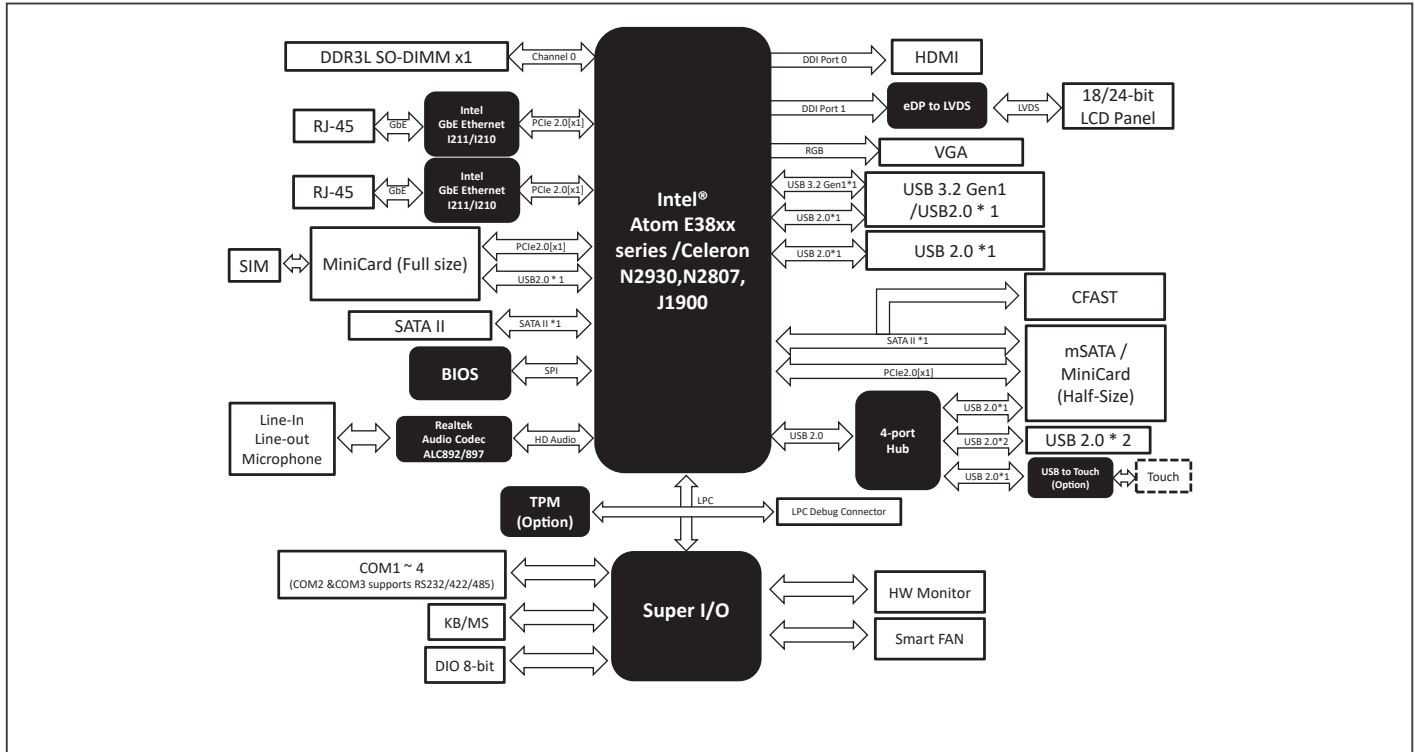 DDR3L SO-DIMM x1
Channel 0
RJ-45
GbE
Intel
GbE Ethernet
I211/I210
PCIe 2.0[x1]
RJ-45
GbE
Intel
GbE Ethernet
I211/I210
PCIe 2.0[x1]
SIM
MiniCard (Full size)
PCIe2.0[x1]
USB2.0 * 1
SATA II
SATA II *1
BIOS
SPI
Line-In
Line-out
Microphone
Realtek
Audio Codec
ALC892/897
HD Audio
Intel®
Atom E38xx
series /Celeron
N2930,N2807,
J1900
DDI Port 0
HDMI
DDI Port 1
eDP to LVDS
LVDS
18/24-bit
LCD Panel
RGB
VGA
USB 3.2 Gen1*1
USB 2.0*1
USB 3.2 Gen1
/USB2.0 * 1
USB 2.0*1
USB 2.0 *1
CFAST
SATA II *1
PCIe2.0[x1]
mSATA /
MiniCard
(Half-Size)
USB 2.0
4-port
Hub
USB 2.0*1
USB 2.0*2
USB 2.0 * 2
USB 2.0*1
USB to Touch
(Option)
Touch
TPM
(Option)
LPC
LPC Debug Connector
COM1 ~ 4
(COM2 &COM3 supports RS232/422/485)
KB/MS
DIO 8-bit
Super I/O
HW Monitor
Smart FAN